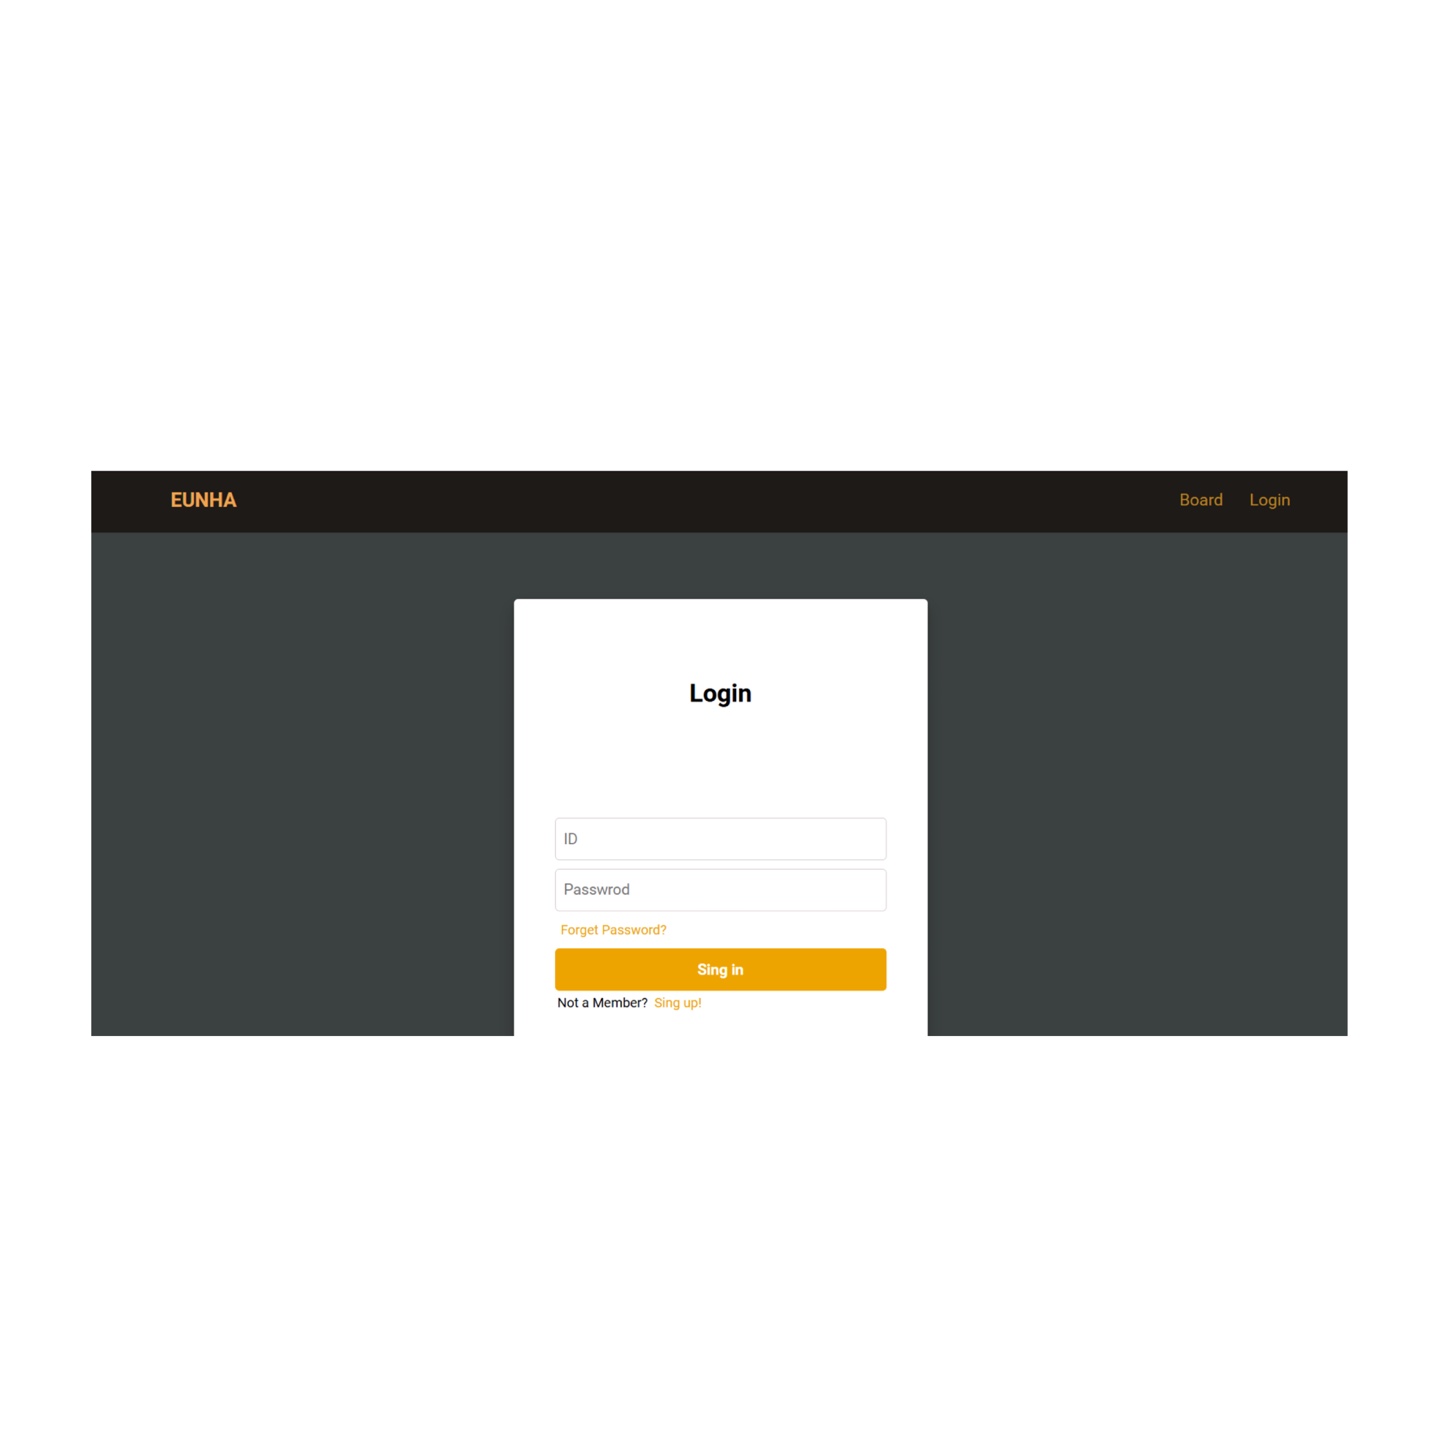 EUNHA Board Login
Login
ID
Passwrod
Forget Password?
Sing in
Not a Member? Sing up!